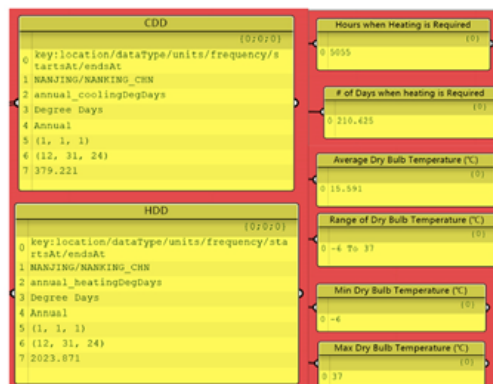 CDD
{0;0;0}
0 key:location/dataType/units/frequency/s
tartsAt/endsAt
1 NANJING/NANKING_CHN
2 annual_coolingDegDays
3 Degree Days
4 Annual
5 (1, 1, 1)
6 (12, 31, 24)
7 379.221
HDD
{0;0;0}
0 key:location/dataType/units/frequency/sta
rtsAt/endsAt
1 NANJING/NANKING_CHN
2 annual_heatingDegDays
3 Degree Days
4 Annual
5 (1, 1, 1)
6 (12, 31, 24)
7 2023.871
Hours when Heating is Required
{0}
0 5055
# of Days when heating is Required
{0}
0 210.625
Average Dry Bulb Temperature (℃)
{0}
0 15.591
Range of Dry Bulb Temperature (℃)
{0}
0 -6 To 37
Min Dry Bulb Temperature (℃)
{0}
0 -6
Max Dry Bulb Temperature (℃)
{0}
0 37